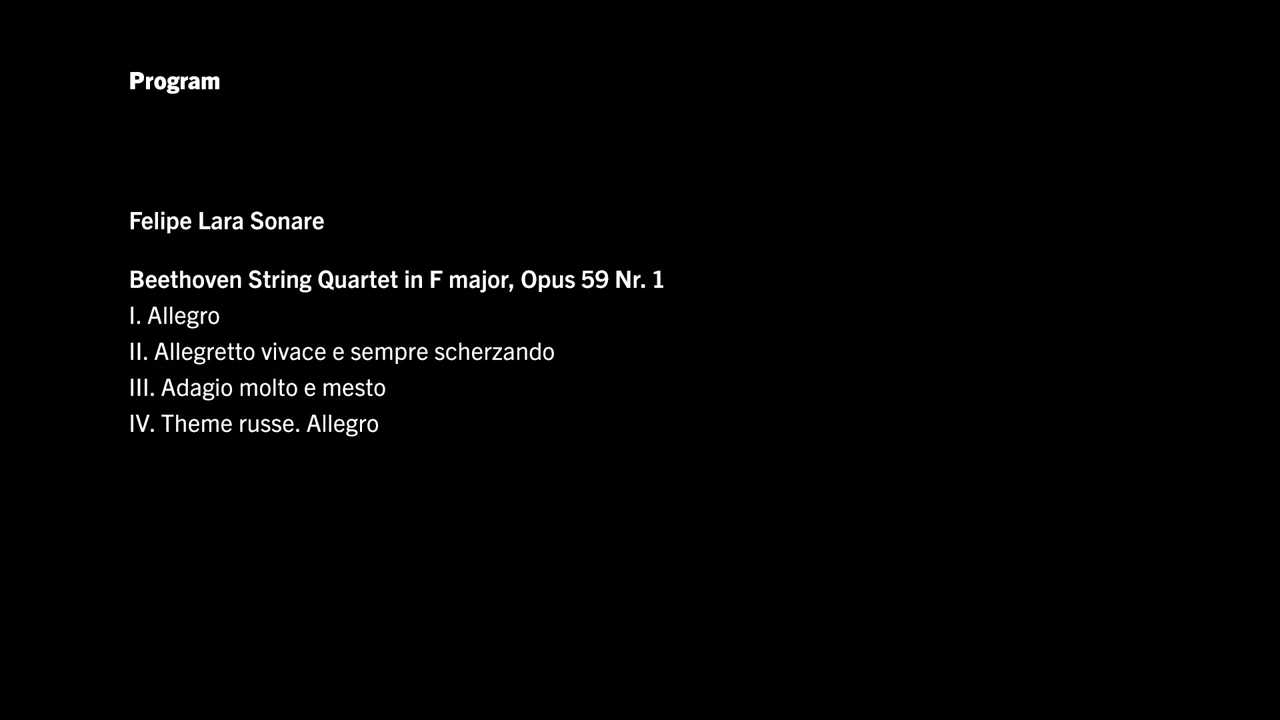 Program
Felipe Lara Sonare
Beethoven String Quartet in F major, Opus 59 Nr. 1
I. Allegro
II. Allegretto vivace e sempre scherzando
III. Adagio molto e mesto
IV. Theme russe. Allegro